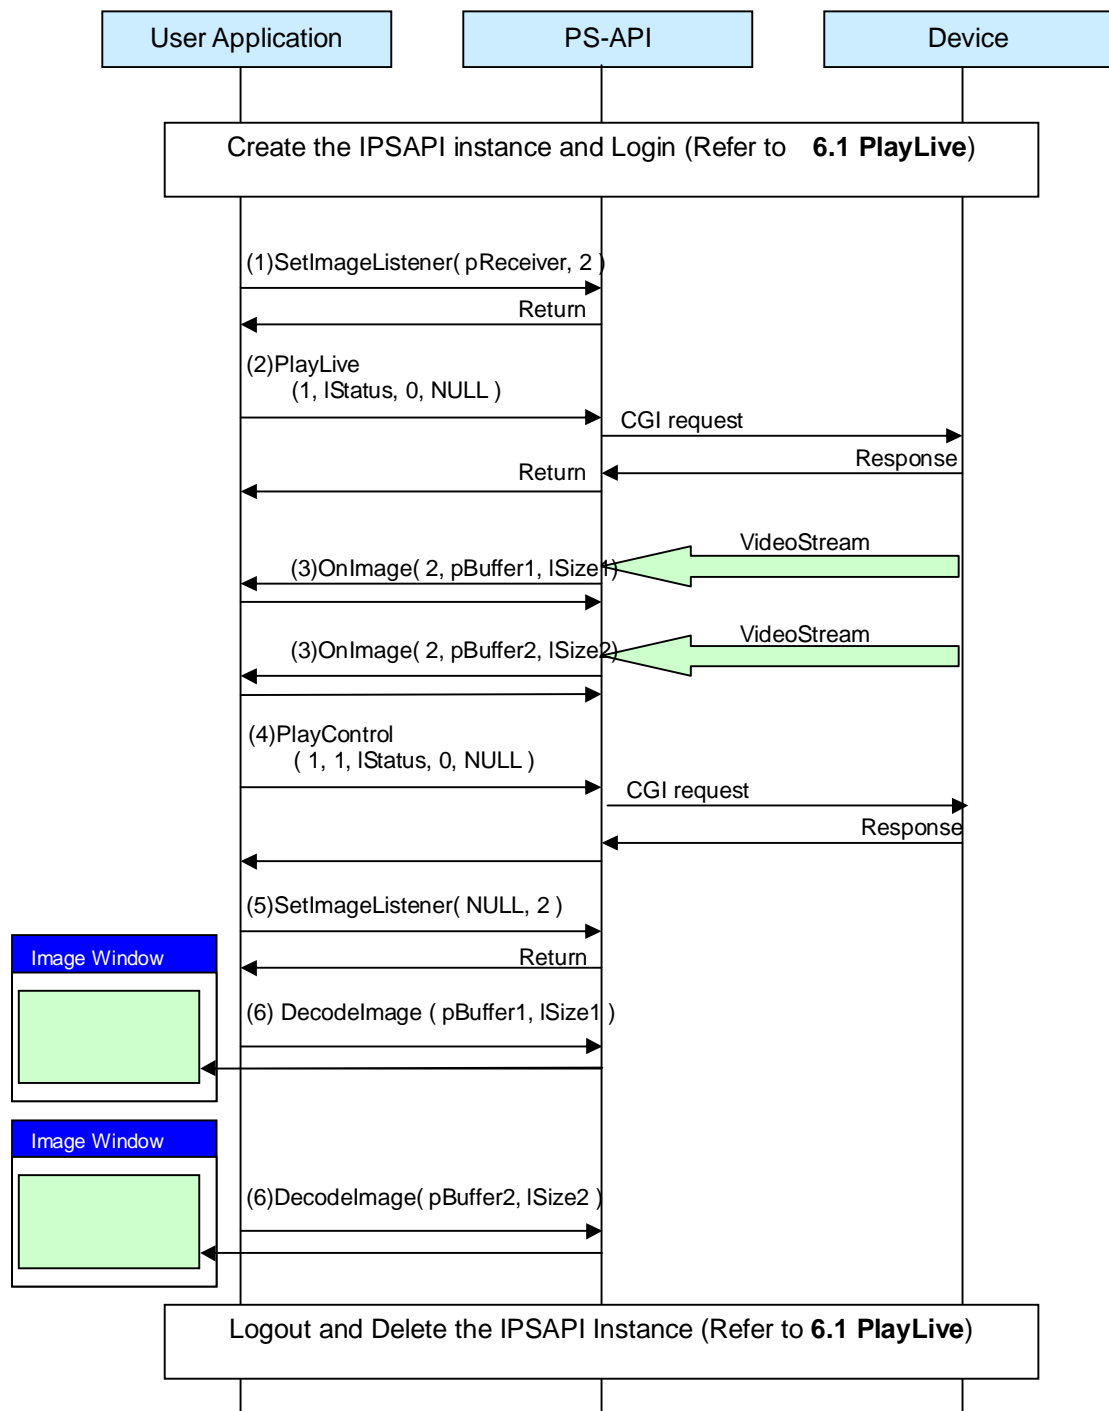 User Application
PS-API
Device
Create the IPSAPI instance and Login (Refer to 6.1 PlayLive)
(1)SetImageListener( pReceiver, 2 )
Return
(2)PlayLive
(1, lStatus, 0, NULL )
CGI request
Response
Return
VideoStream
(3)OnImage( 2, pBuffer1, lSize1)
VideoStream
(3)OnImage( 2, pBuffer2, lSize2)
(4)PlayControl
( 1, 1, lStatus, 0, NULL )
CGI request
Response
(5)SetImageListener( NULL, 2 )
Return
Image Window
(6) DecodeImage ( pBuffer1, lSize1 )
Image Window
(6)DecodeImage( pBuffer2, lSize2 )
Logout and Delete the IPSAPI Instance (Refer to 6.1 PlayLive)